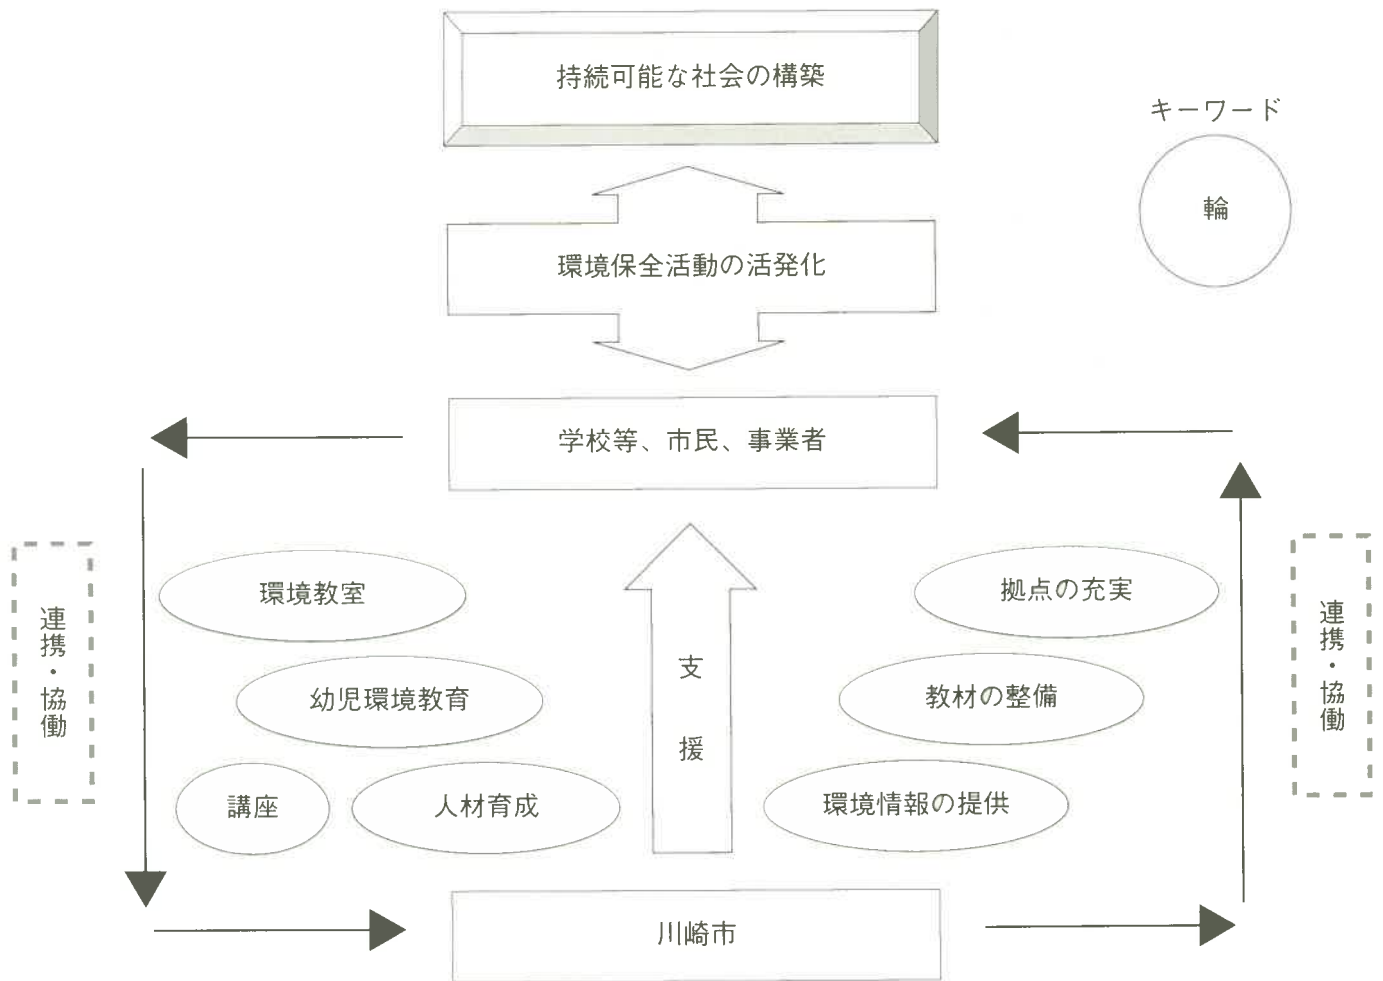 持続可能な社会の構築
キーワード
輪
環境保全活動の活発化
学校等、市民、事業者
連携・協働
環境教室
幼児環境教育
講座
人材育成
支援
拠点の充実
教材の整備
環境情報の提供
連携・協働
川崎市